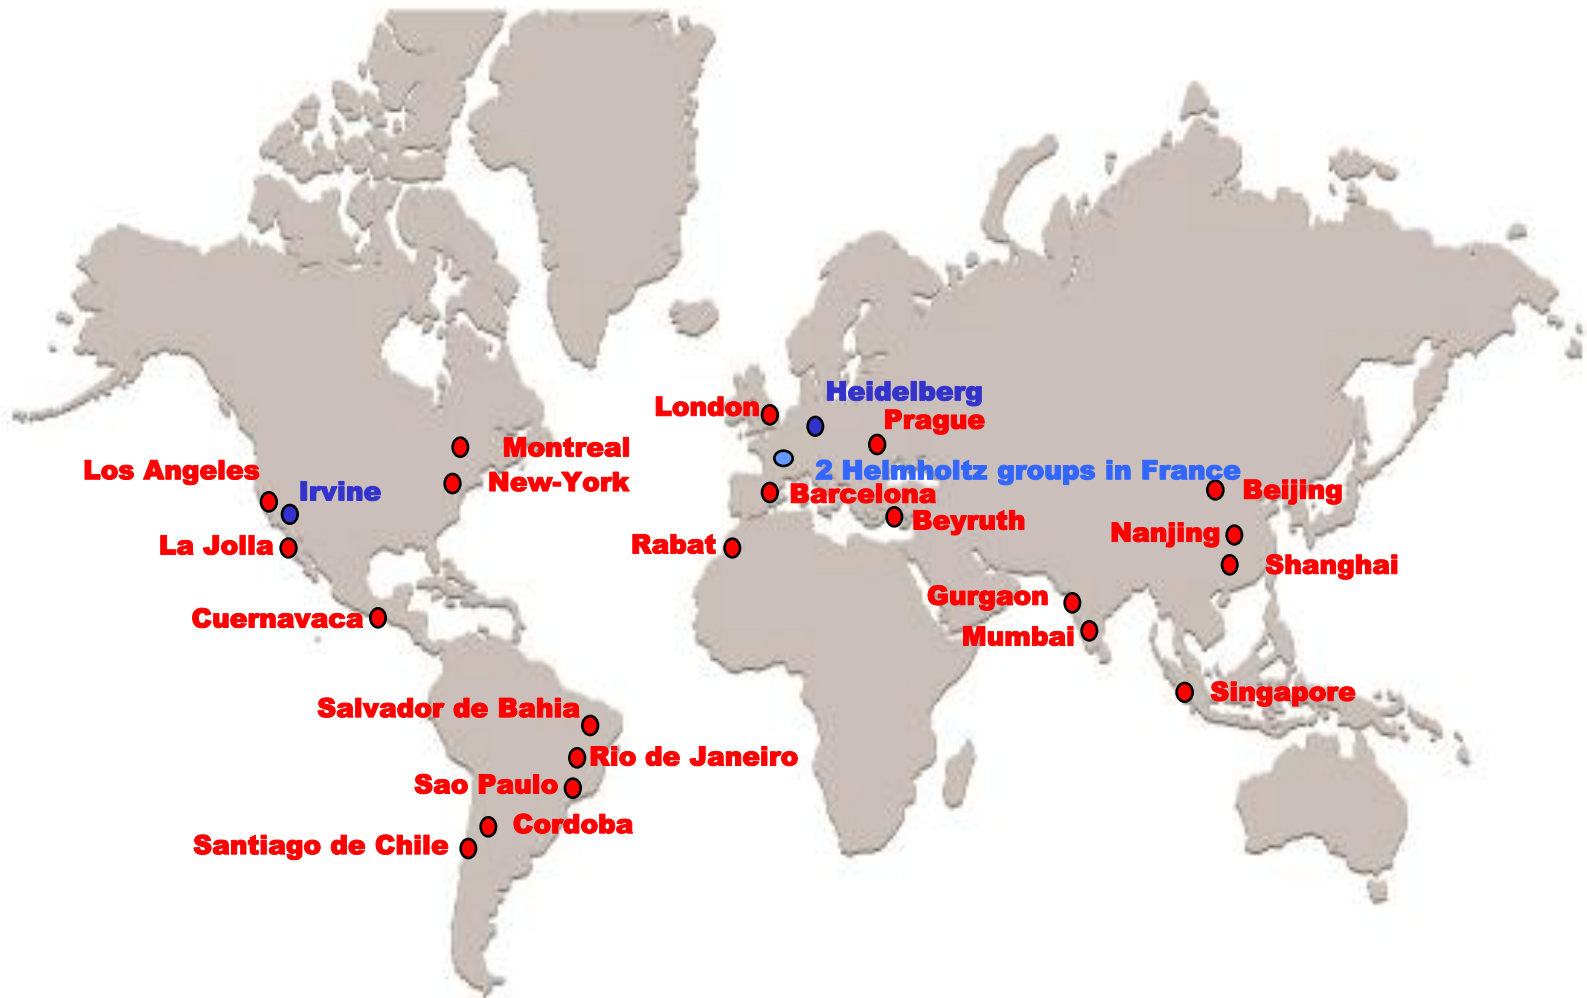 Heidelberg
London
Prague
Montreal
Los Angeles
2 Helmholtz groups in France
New-York
Irvine
Barcelona
Beijing
Beyruth
Nanjing
La Jolla
Rabat
Shanghai
Gurgaon
Cuernavaca
Mumbai
Singapore
Salvador de Bahia
Rio de Janeiro
Sao Paulo
Cordoba
Santiago de Chile